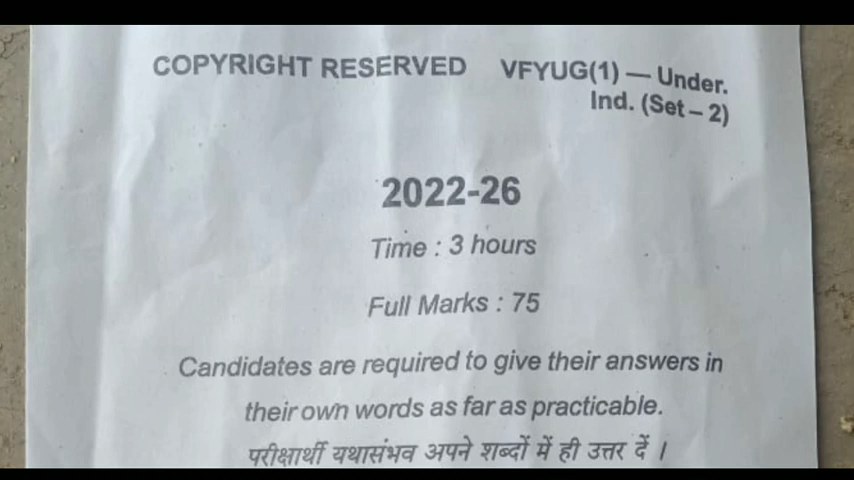 COPYRIGHT RESERVED VFYUG(1) — Under.
Ind. (Set – 2)
2022-26
Time : 3 hours
Full Marks : 75
Candidates are required to give their answers in
their own words as far as practicable.
परीक्षार्थी यथासंभव अपने शब्दों में ही उत्तर दें ।